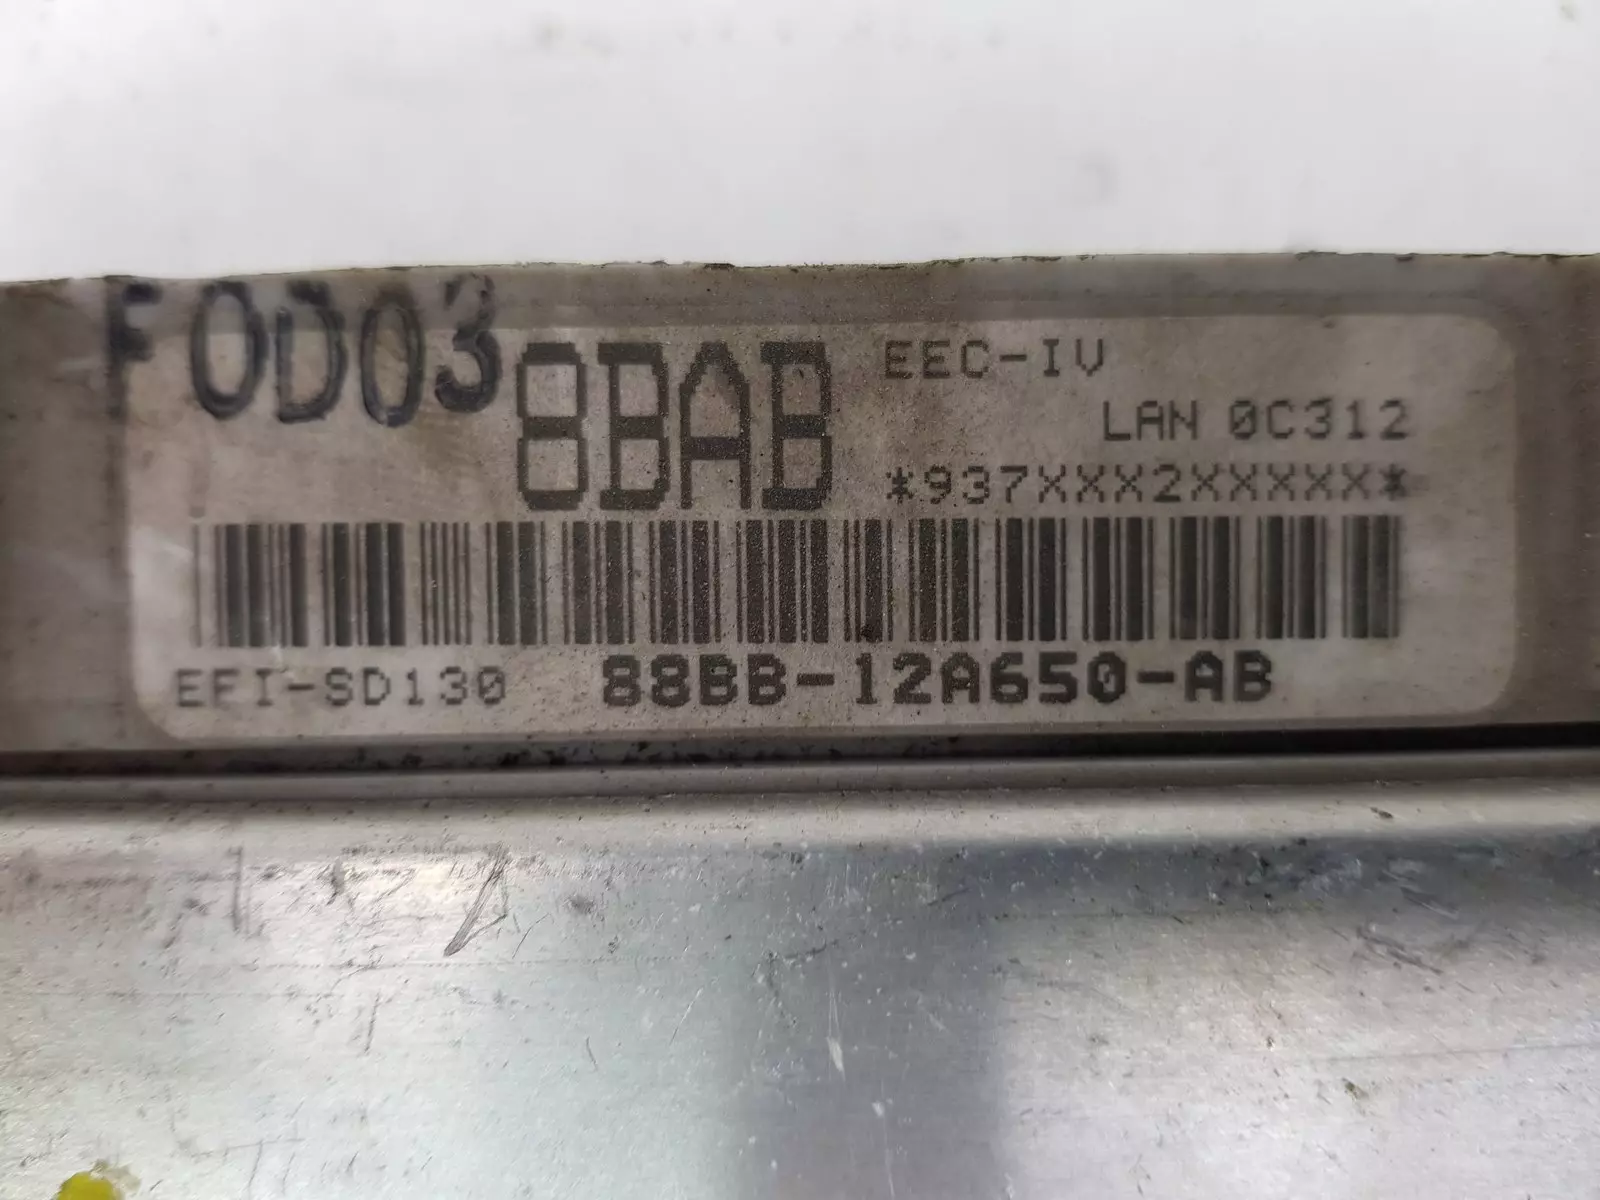 F0D03
8BAB
EEC-IV
LAN 0C312
*937XXX2XXXXX*
EFI-SD130 88BB-12A650-AB